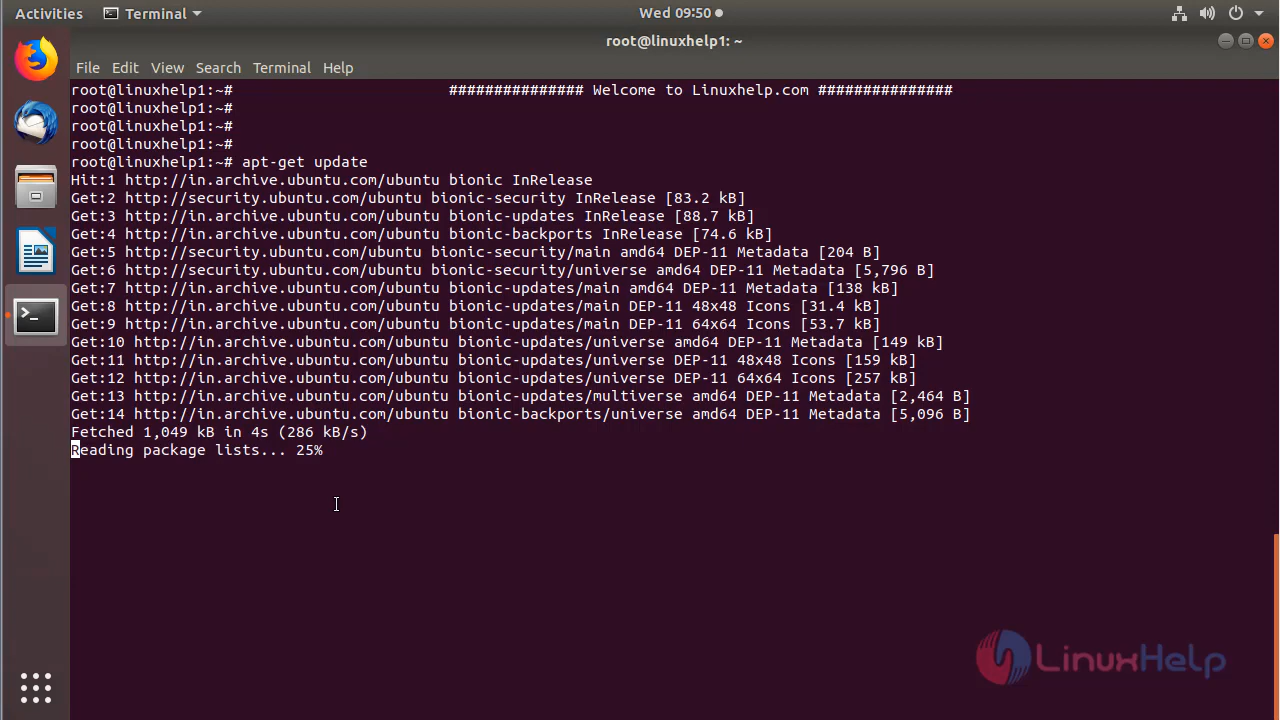 Activities Terminal Wed 09:50
root@linuxhelp1: ~
File Edit View Search Terminal Help
root@linuxhelp1:~# ############### Welcome to Linuxhelp.com ###############
root@linuxhelp1:~#
root@linuxhelp1:~#
root@linuxhelp1:~#
root@linuxhelp1:~# apt-get update
Hit:1 http://in.archive.ubuntu.com/ubuntu bionic InRelease
Get:2 http://security.ubuntu.com/ubuntu bionic-security InRelease [83.2 kB]
Get:3 http://in.archive.ubuntu.com/ubuntu bionic-updates InRelease [88.7 kB]
Get:4 http://in.archive.ubuntu.com/ubuntu bionic-backports InRelease [74.6 kB]
Get:5 http://security.ubuntu.com/ubuntu bionic-security/main amd64 DEP-11 Metadata [204 B]
Get:6 http://security.ubuntu.com/ubuntu bionic-security/universe amd64 DEP-11 Metadata [5,796 B]
Get:7 http://in.archive.ubuntu.com/ubuntu bionic-updates/main amd64 DEP-11 Metadata [138 kB]
Get:8 http://in.archive.ubuntu.com/ubuntu bionic-updates/main DEP-11 48x48 Icons [31.4 kB]
Get:9 http://in.archive.ubuntu.com/ubuntu bionic-updates/main DEP-11 64x64 Icons [53.7 kB]
Get:10 http://in.archive.ubuntu.com/ubuntu bionic-updates/universe amd64 DEP-11 Metadata [149 kB]
Get:11 http://in.archive.ubuntu.com/ubuntu bionic-updates/universe DEP-11 48x48 Icons [159 kB]
Get:12 http://in.archive.ubuntu.com/ubuntu bionic-updates/universe DEP-11 64x64 Icons [257 kB]
Get:13 http://in.archive.ubuntu.com/ubuntu bionic-updates/multiverse amd64 DEP-11 Metadata [2,464 B]
Get:14 http://in.archive.ubuntu.com/ubuntu bionic-backports/universe amd64 DEP-11 Metadata [5,096 B]
Fetched 1,049 kB in 4s (286 kB/s)
Reading package lists... 25%
LinuxHelp